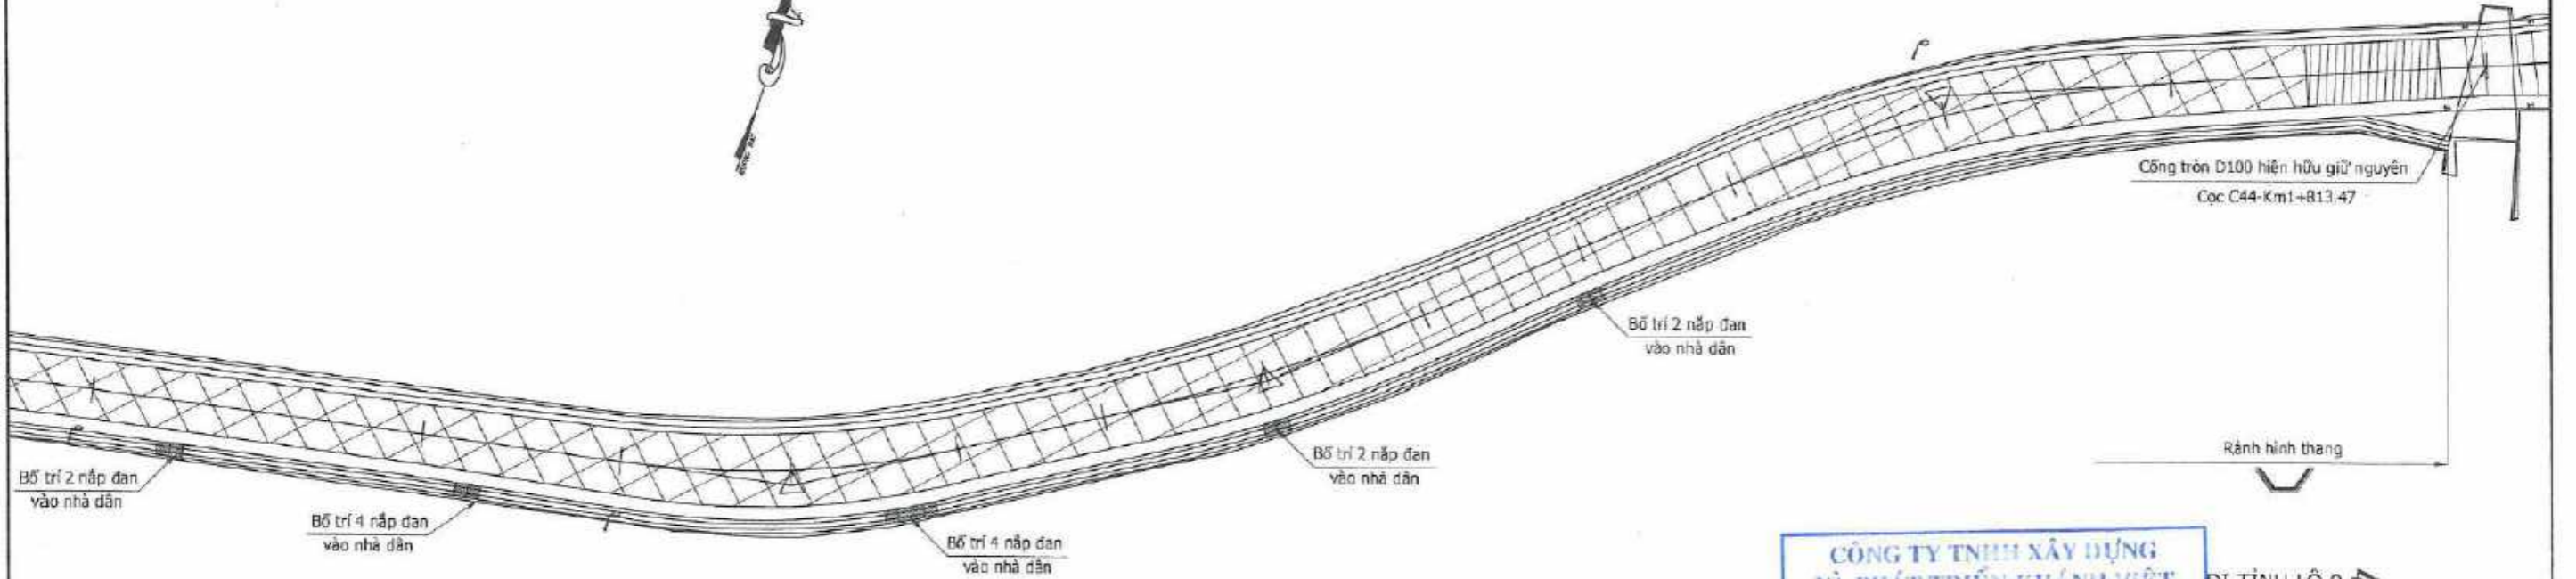 Cống tròn D100 hiện hữu giữ nguyên
Cọc C44-Km1+813.47
Bố trí 2 nắp đan
vào nhà dân
Rãnh hình thang
Bố trí 2 nắp đan
vào nhà dân
Bố trí 2 nắp đan
vào nhà dân
Bố trí 4 nắp đan
vào nhà dân
Bố trí 4 nắp đan
vào nhà dân
CÔNG TY TNHH XÂY DỰNG
ĐI TỈNH LỘ